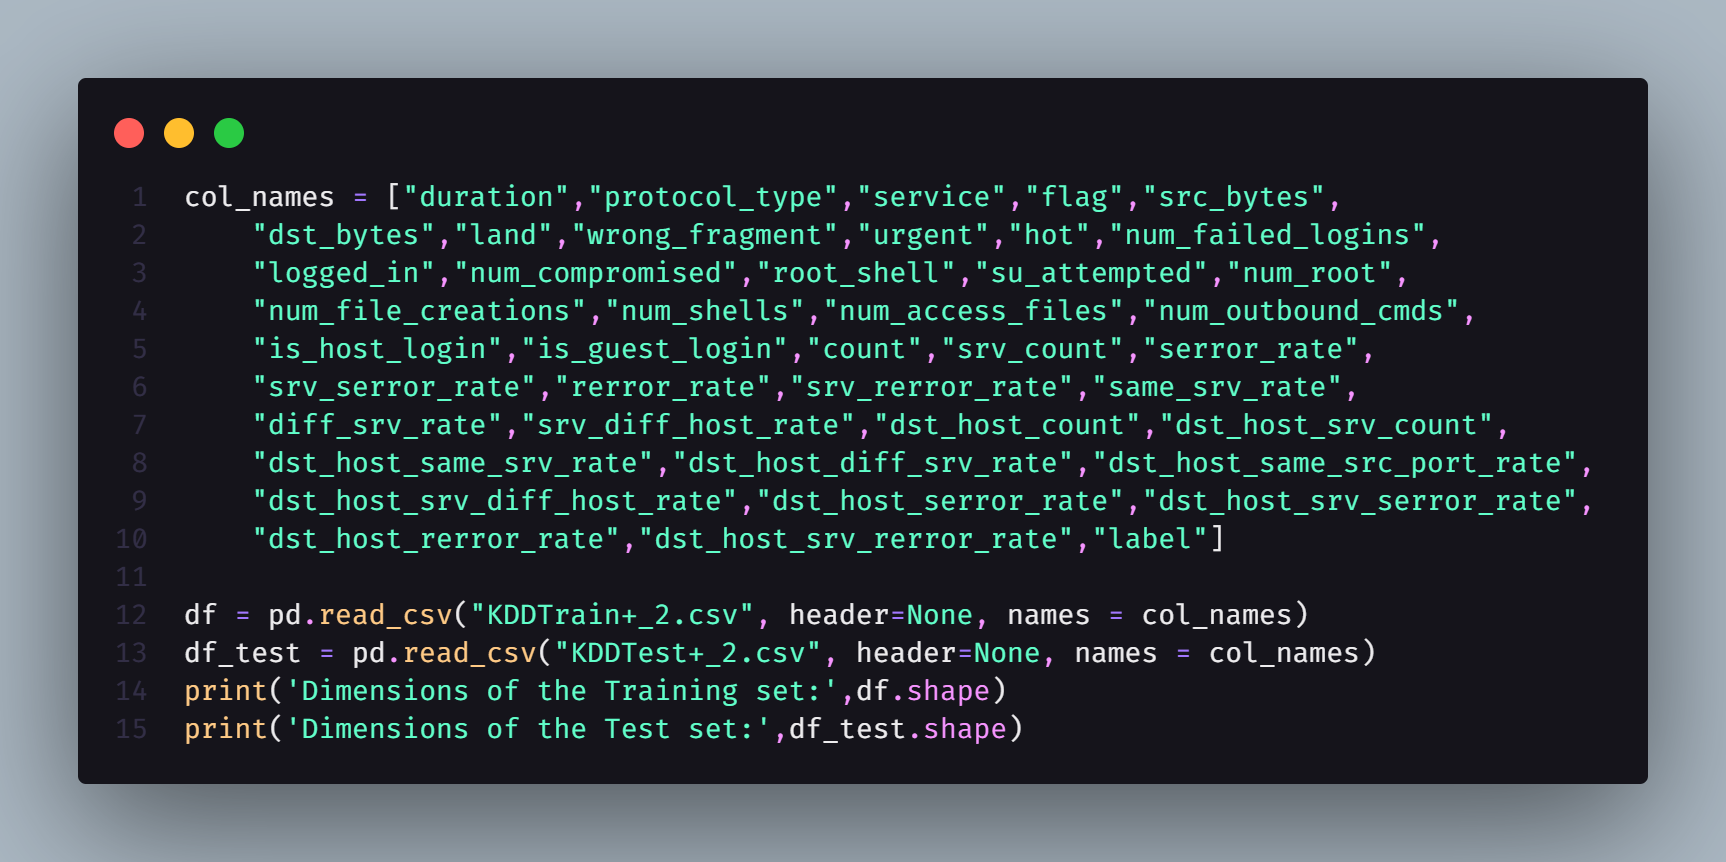 1 col_names = ["duration","protocol_type","service","flag","src_bytes",
2 "dst_bytes","land","wrong_fragment","urgent","hot","num_failed_logins",
3 "logged_in","num_compromised","root_shell","su_attempted","num_root",
4 "num_file_creations","num_shells","num_access_files","num_outbound_cmds",
5 "is_host_login","is_guest_login","count","srv_count","serror_rate",
6 "srv_serror_rate","rerror_rate","srv_rerror_rate","same_srv_rate",
7 "diff_srv_rate","srv_diff_host_rate","dst_host_count","dst_host_srv_count",
8 "dst_host_same_srv_rate","dst_host_diff_srv_rate","dst_host_same_src_port_rate",
9 "dst_host_srv_diff_host_rate","dst_host_serror_rate","dst_host_srv_serror_rate",
10 "dst_host_rerror_rate","dst_host_srv_rerror_rate","label"]
11
12 df = pd.read_csv("KDDTrain+_2.csv", header=None, names = col_names)
13 df_test = pd.read_csv("KDDTest+_2.csv", header=None, names = col_names)
14 print('Dimensions of the Training set:',df.shape)
15 print('Dimensions of the Test set:',df_test.shape)